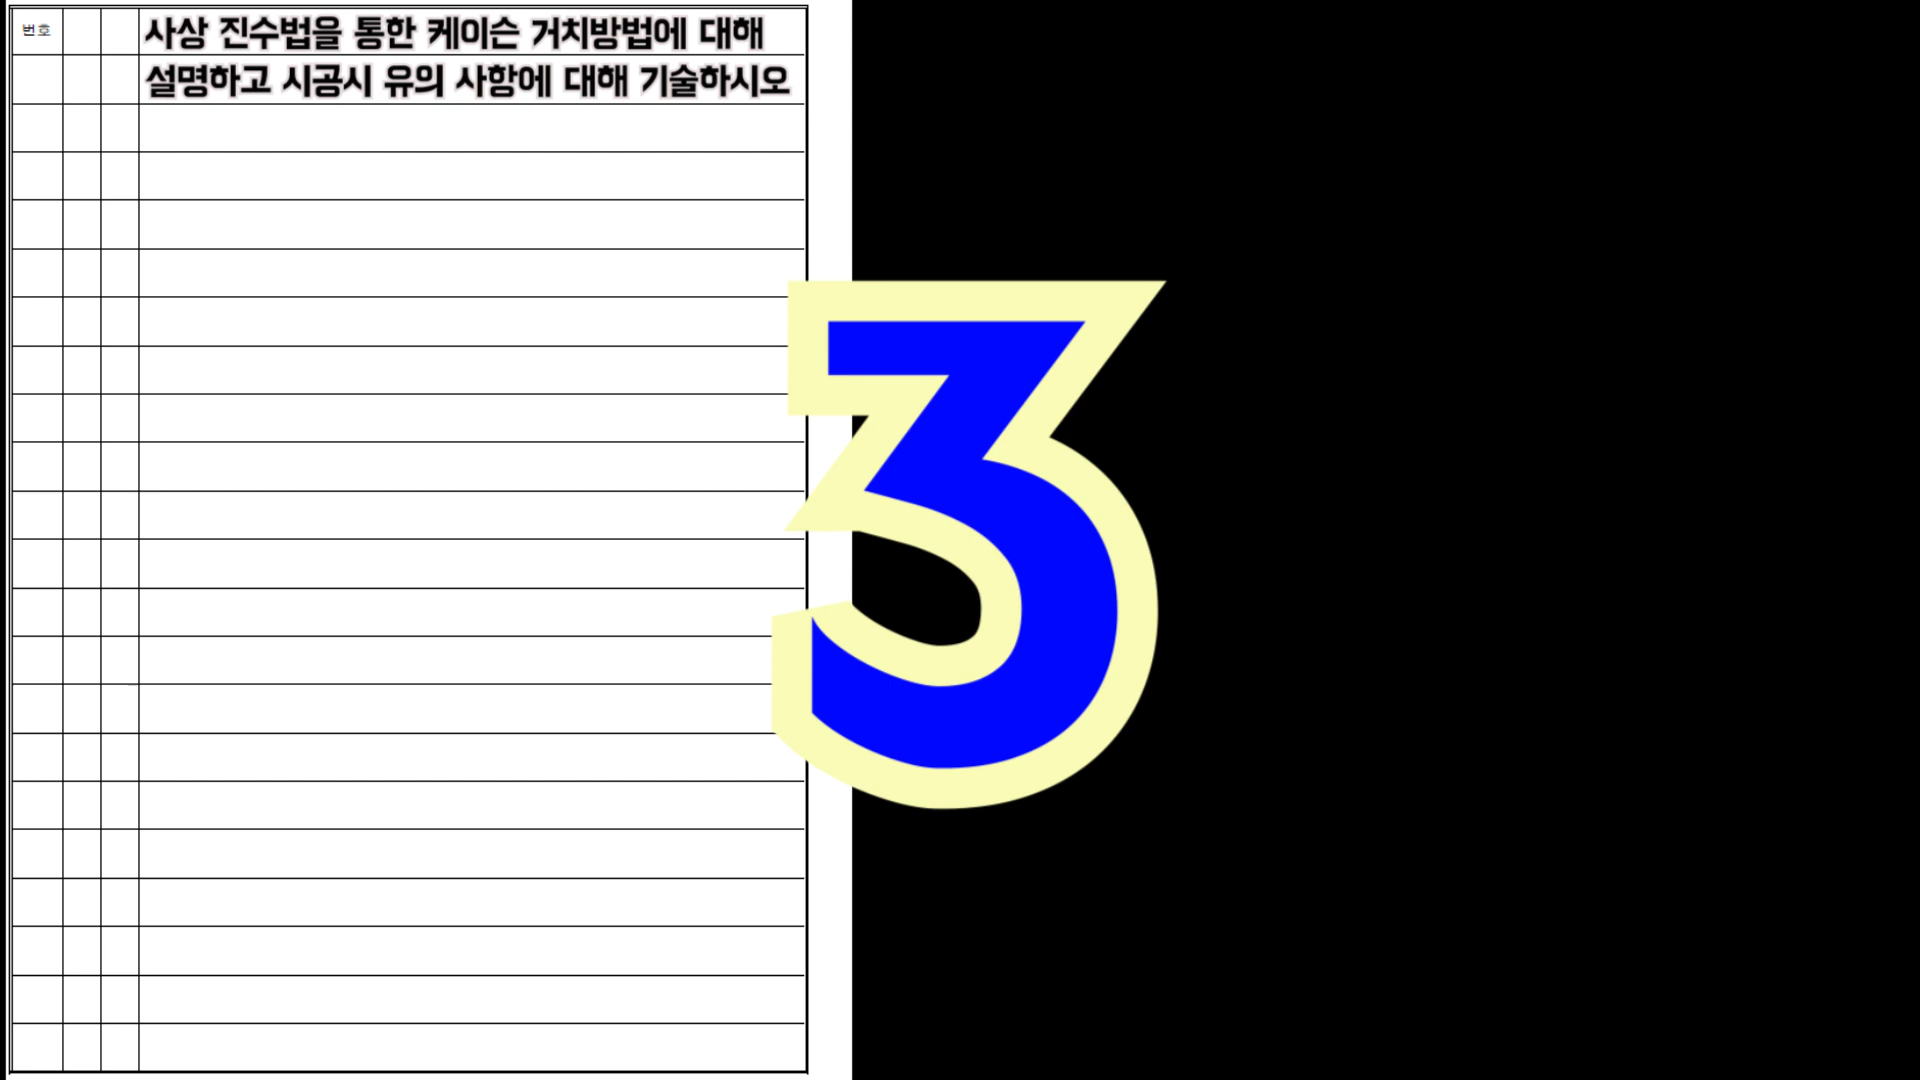 번호
사상 진수법을 통한 케이슨 거치방법에 대해
설명하고 시공시 유의 사항에 대해 기술하시오
3